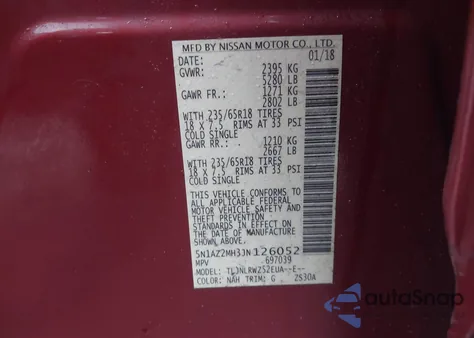 MFD BY NISSAN MOTOR CO., LTD.
DATE: 01/18
GVWR: 2395 KG
5280 LB
GAWR FR.: 1271 KG
2802 LB
WITH 235/65R18 TIRES
18 X 7.5 RIMS AT 33 PSI
COLD SINGLE
GAWR RR.: 1210 KG
2667 LB
WITH 235/65R18 TIRES
18 X 7.5 RIMS AT 33 PSI
COLD SINGLE
THIS VEHICLE CONFORMS TO
ALL APPLICABLE FEDERAL
MOTOR VEHICLE SAFETY AND
THEFT PREVENTION
STANDARDS IN EFFECT ON
THE DATE OF MANUFACTURE
SHOWN ABOVE.
5N1AZ2MH3JN126052
MPV 697039
MODEL: TLJNLRWZ52EUA--E--
COLOR: NAH TRIM: G 2S30A
AutoSnap